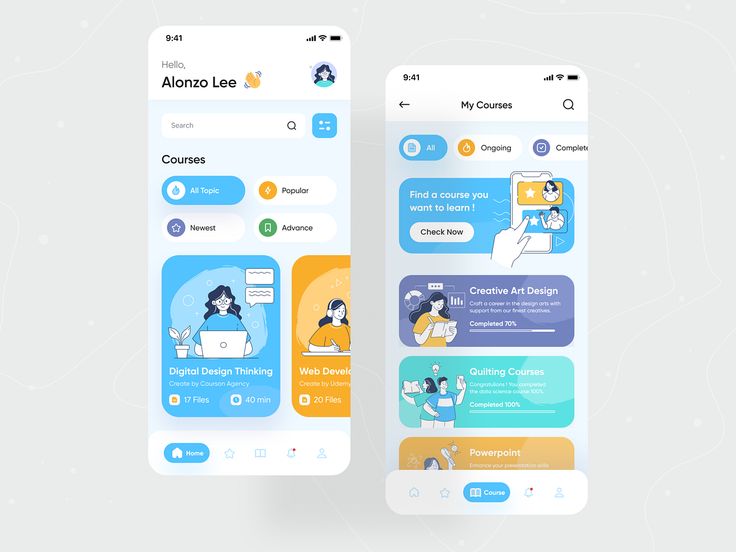 9:41
Hello,
Alonzo Lee
Search
Courses
All Topic
Popular
Newest
Advance
Digital Design Thinking
Create by Courson Agency
17 Files
40 min
Web Develo
Create by Udemy
20 Files
Home
9:41
My Courses
All
Ongoing
Complete
Find a course you
want to learn !
Check Now
Creative Art Design
Craft a career in the design arts with
support from our finest creatives.
Completed 70%
Quilting Courses
Congratulions ! You completed
the data science course 100%.
Completed 100%
Powerpoint
Enhance your presentation skills
Course